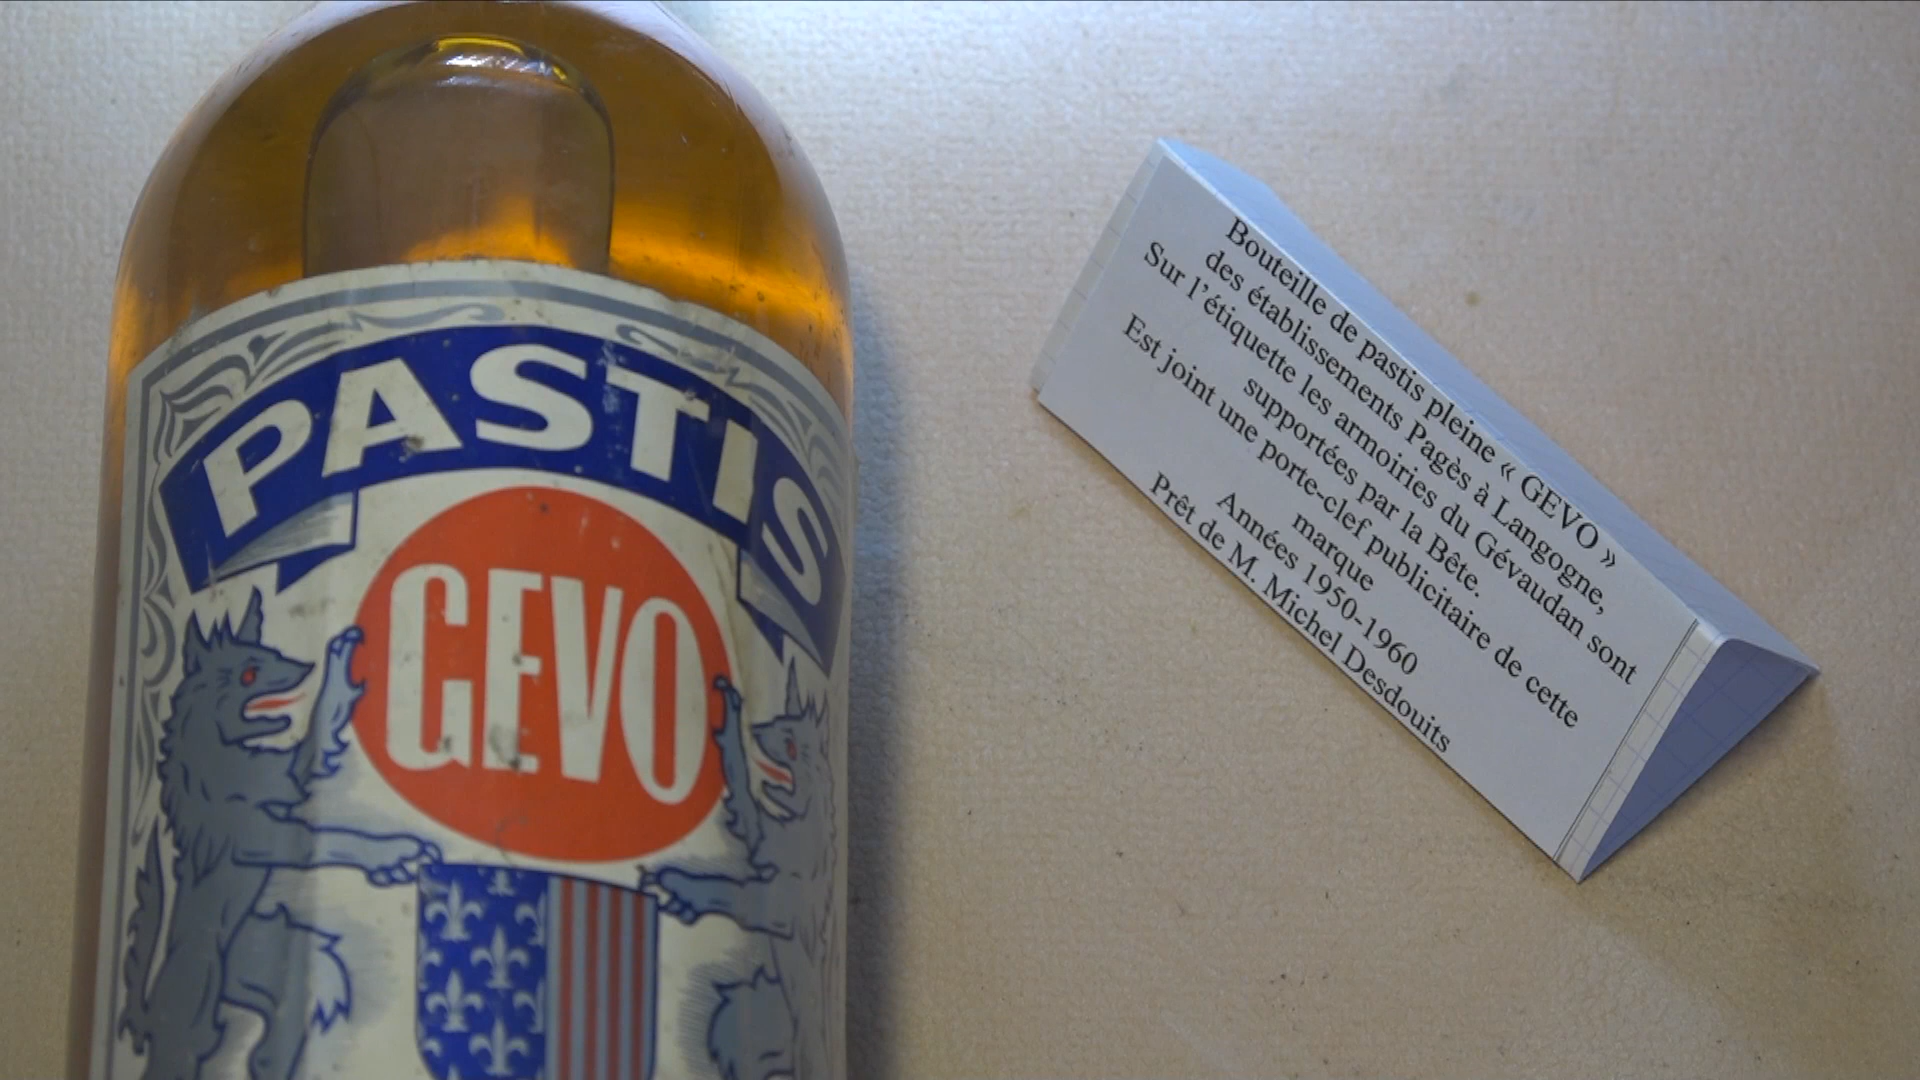 PASTIS
GEVO
Bouteille de pastis pleine « GEVO »
des établissements Pagès à Langogne,
Sur l’étiquette les armoiries du Gévaudan sont
supportées par la Bête.
Est joint une porte-clef publicitaire de cette
marque
Années 1950-1960
Prêt de M. Michel Desdouits